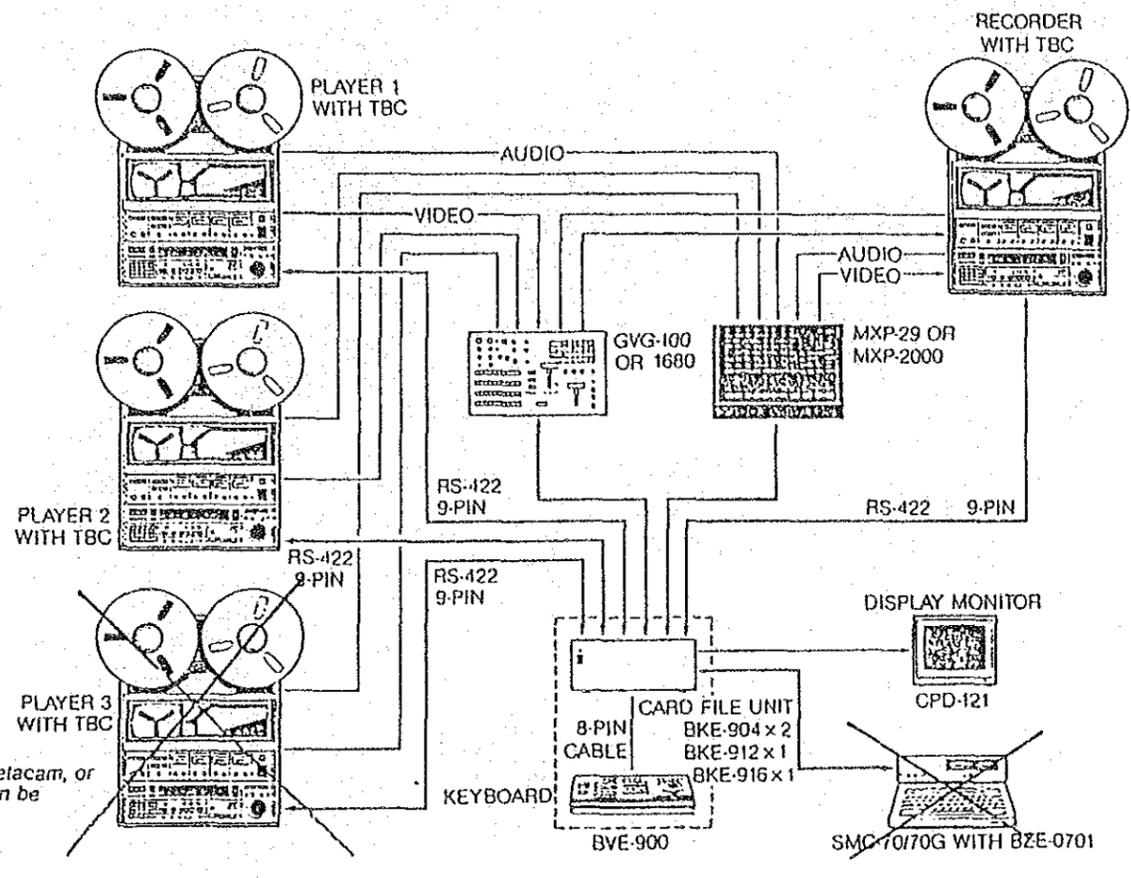 RECORDER
WITH TBC
PLAYER 1
WITH TBC
AUDIO
VIDEO
AUDIO
VIDEO
GVG-100
OR 1680
MXP-29 OR
MXP-2000
RS-422
9-PIN
RS-422 9-PIN
PLAYER 2
WITH TBC
RS-422
9-PIN
RS-422
9-PIN
DISPLAY MONITOR
CPD-121
PLAYER 3
WITH TBC
8-PIN
CABLE
CARD FILE UNIT
BKE-904 x 2
BKE-912 x 1
BKE-916 x 1
etacam, or
n be
KEYBOARD
BVE-900
SMC-70/70G WITH BZE-0701